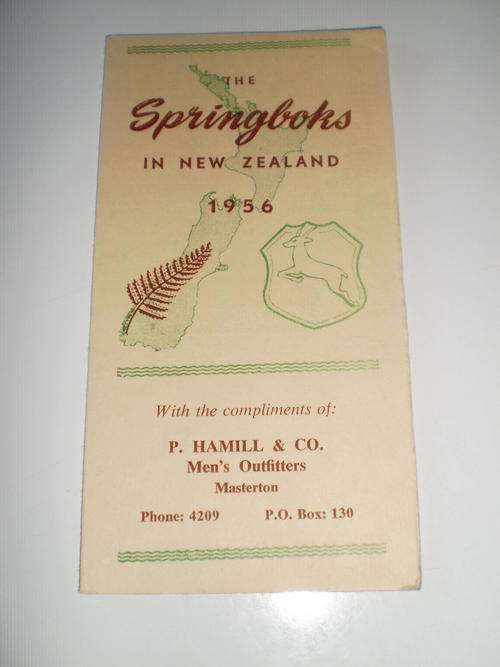 THE
Springboks
IN NEW ZEALAND
1956
With the compliments of:
P. HAMILL & CO.
Men's Outfitters
Masterton
Phone: 4209 P.O. Box: 130